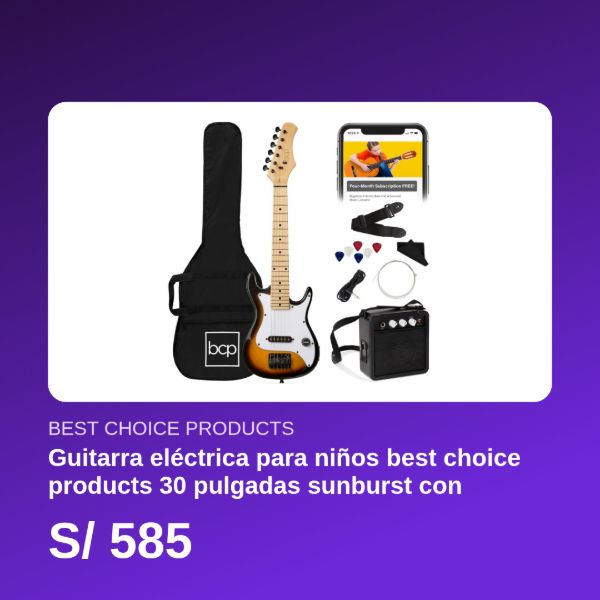 Four-Month Subscription FREE!
bcp
BEST CHOICE PRODUCTS
Guitarra eléctrica para niños best choice
products 30 pulgadas sunburst con
S/ 585